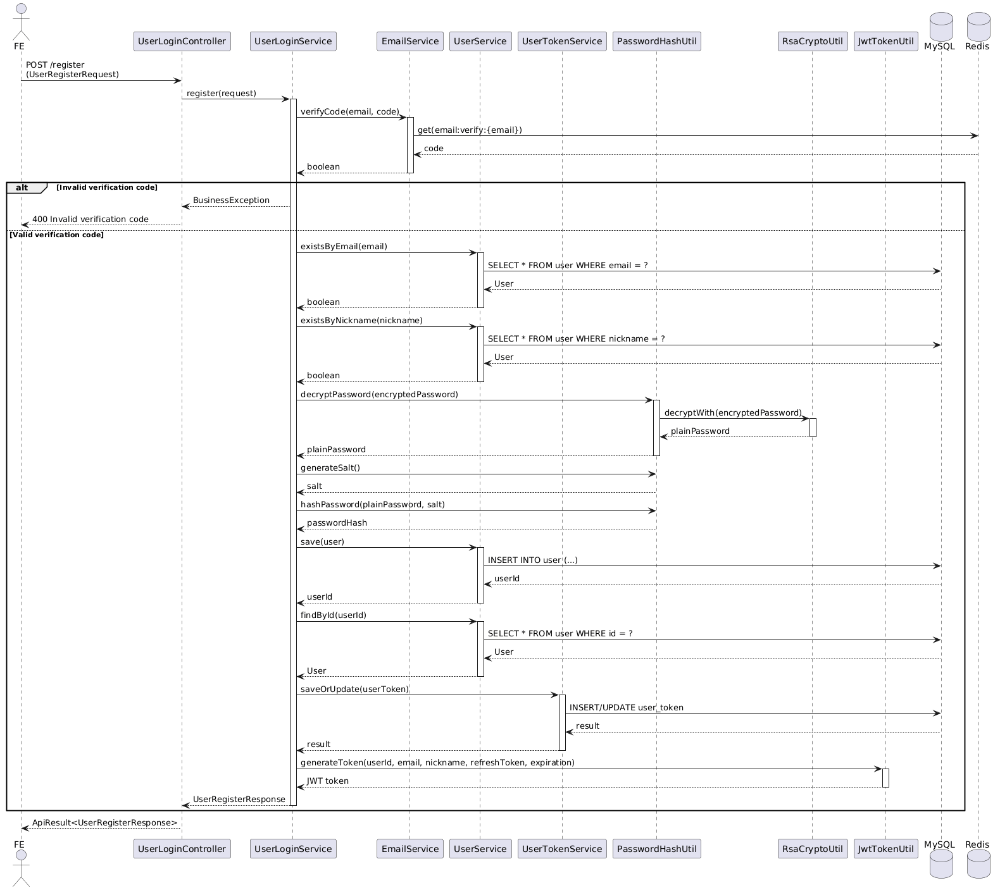 FE
UserLoginController
UserLoginService
EmailService
UserService
UserTokenService
PasswordHashUtil
RsaCryptoUtil
JwtTokenUtil
MySQL
Redis
POST /register
(UserRegisterRequest)
register(request)
verifyCode(email, code)
get(email:verify:{email})
code
boolean
alt
[Invalid verification code]
BusinessException
400 Invalid verification code
[Valid verification code]
existsByEmail(email)
SELECT * FROM user WHERE email = ?
User
boolean
existsByNickname(nickname)
SELECT * FROM user WHERE nickname = ?
User
boolean
decryptPassword(encryptedPassword)
decryptWith(encryptedPassword)
plainPassword
plainPassword
generateSalt()
salt
hashPassword(plainPassword, salt)
passwordHash
save(user)
INSERT INTO user (...)
userId
userId
findById(userId)
SELECT * FROM user WHERE id = ?
User
User
saveOrUpdate(userToken)
INSERT/UPDATE user_token
result
result
generateToken(userId, email, nickname, refreshToken, expiration)
JWT token
UserRegisterResponse
ApiResult<UserRegisterResponse>
FE
UserLoginController
UserLoginService
EmailService
UserService
UserTokenService
PasswordHashUtil
RsaCryptoUtil
JwtTokenUtil
MySQL
Redis